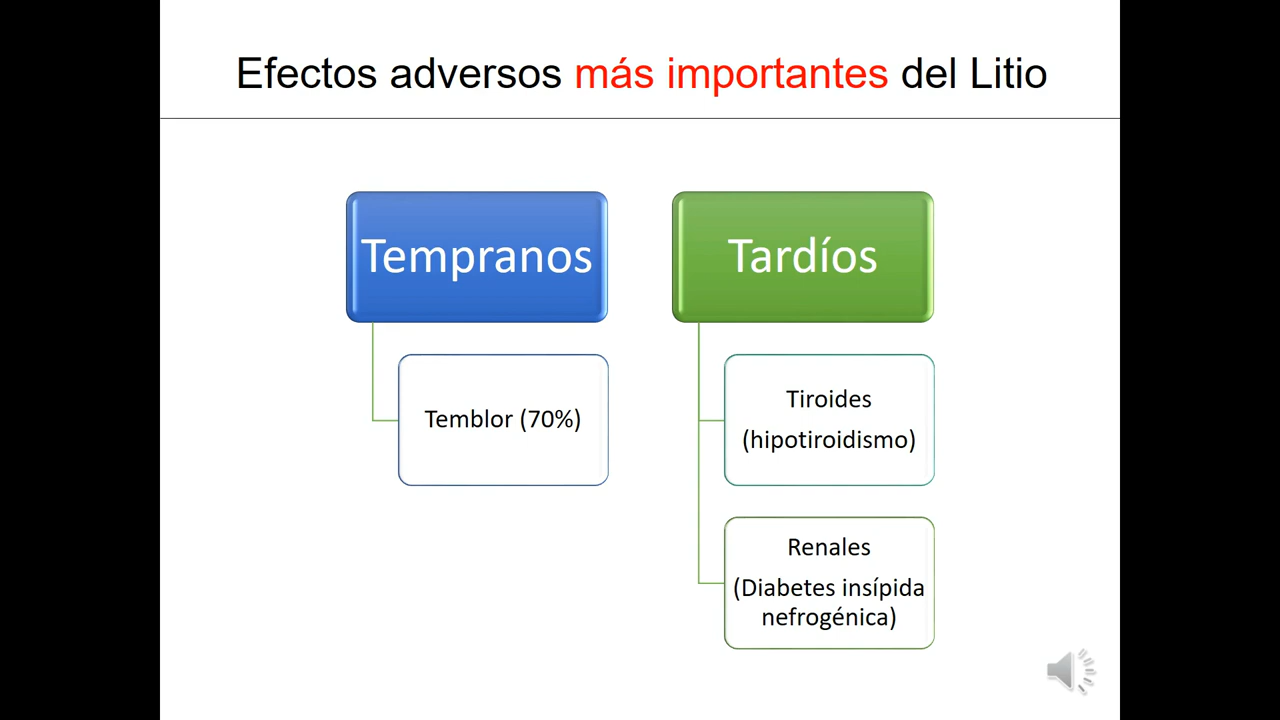 Efectos adversos más importantes del Litio
Tempranos
Temblor (70%)
Tardíos
Tiroides
(hipotiroidismo)
Renales
(Diabetes insípida
nefrogénica)